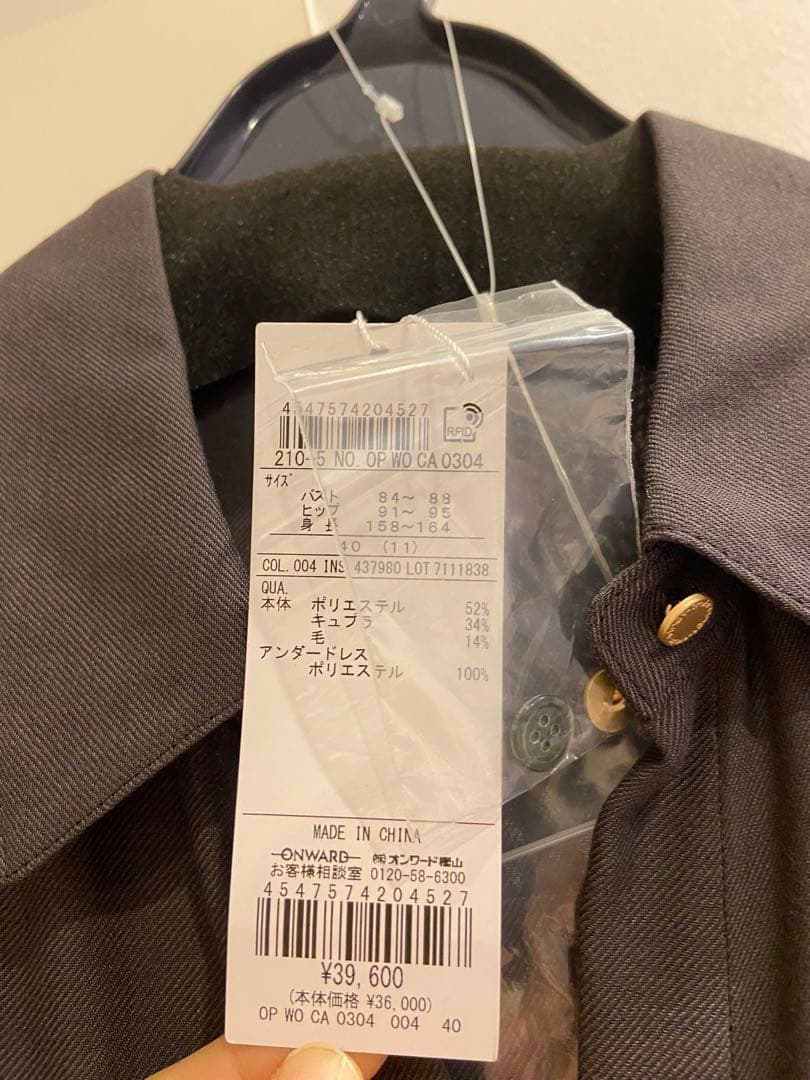 4547574204527
RFID
210-5 NO. OP WO CA 0304
サイズ
バスト 84～ 88
ヒップ 91～ 95
身 158～164
40 (11)
COL. 004 INS 437980 LOT 7111838
QUA.
本体 ポリエステル 52%
キュプラ 34%
毛 14%
アンダードレス
ポリエステル 100%
MADE IN CHINA
ONWARD ㈱オンワード樫山
お客様相談室 0120-58-6300
4547574204527
¥39,600
(本体価格 ¥36,000)
OP WO CA 0304 004 40